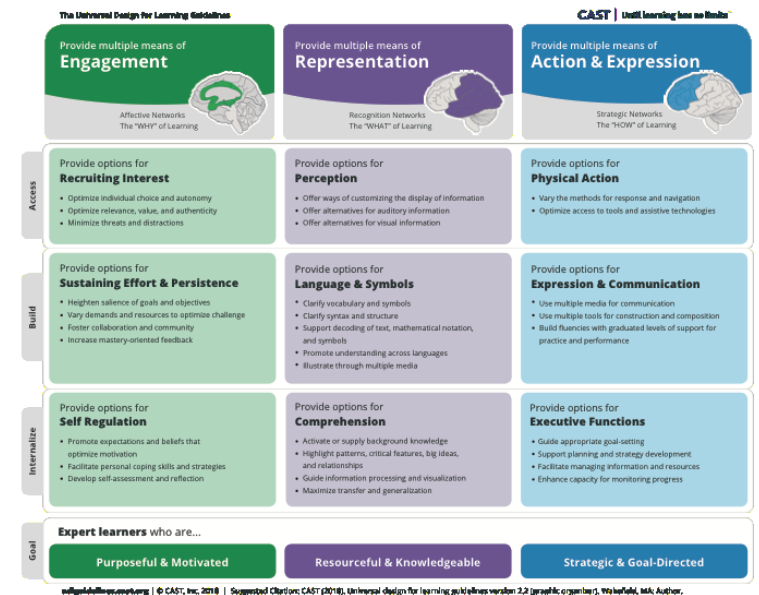 The Universal Design for Learning Guidelines
CAST | Until learning has no limits
Provide multiple means of
Engagement
Affective Networks
The "WHY" of Learning
Provide multiple means of
Representation
Recognition Networks
The "WHAT" of Learning
Provide multiple means of
Action & Expression
Strategic Networks
The "HOW" of Learning
Access
Provide options for
Recruiting Interest
• Optimize individual choice and autonomy
• Optimize relevance, value, and authenticity
• Minimize threats and distractions
Provide options for
Perception
• Offer ways of customizing the display of information
• Offer alternatives for auditory information
• Offer alternatives for visual information
Provide options for
Physical Action
• Vary the methods for response and navigation
• Optimize access to tools and assistive technologies
Build
Provide options for
Sustaining Effort & Persistence
• Heighten salience of goals and objectives
• Vary demands and resources to optimize challenge
• Foster collaboration and community
• Increase mastery-oriented feedback
Provide options for
Language & Symbols
• Clarify vocabulary and symbols
• Clarify syntax and structure
• Support decoding of text, mathematical notation,
and symbols
• Promote understanding across languages
• Illustrate through multiple media
Provide options for
Expression & Communication
• Use multiple media for communication
• Use multiple tools for construction and composition
• Build fluencies with graduated levels of support for
practice and performance
Internalize
Provide options for
Self Regulation
• Promote expectations and beliefs that
optimize motivation
• Facilitate personal coping skills and strategies
• Develop self-assessment and reflection
Provide options for
Comprehension
• Activate or supply background knowledge
• Highlight patterns, critical features, big ideas,
and relationships
• Guide information processing and visualization
• Maximize transfer and generalization
Provide options for
Executive Functions
• Guide appropriate goal-setting
• Support planning and strategy development
• Facilitate managing information and resources
• Enhance capacity for monitoring progress
Goal
Expert learners who are...
Purposeful & Motivated
Resourceful & Knowledgeable
Strategic & Goal-Directed
udlguidelines.cast.org | © CAST, Inc. 2018 | Suggested Citation: CAST (2018). Universal design for learning guidelines version 2.2 [graphic organizer]. Wakefield, MA: Author.